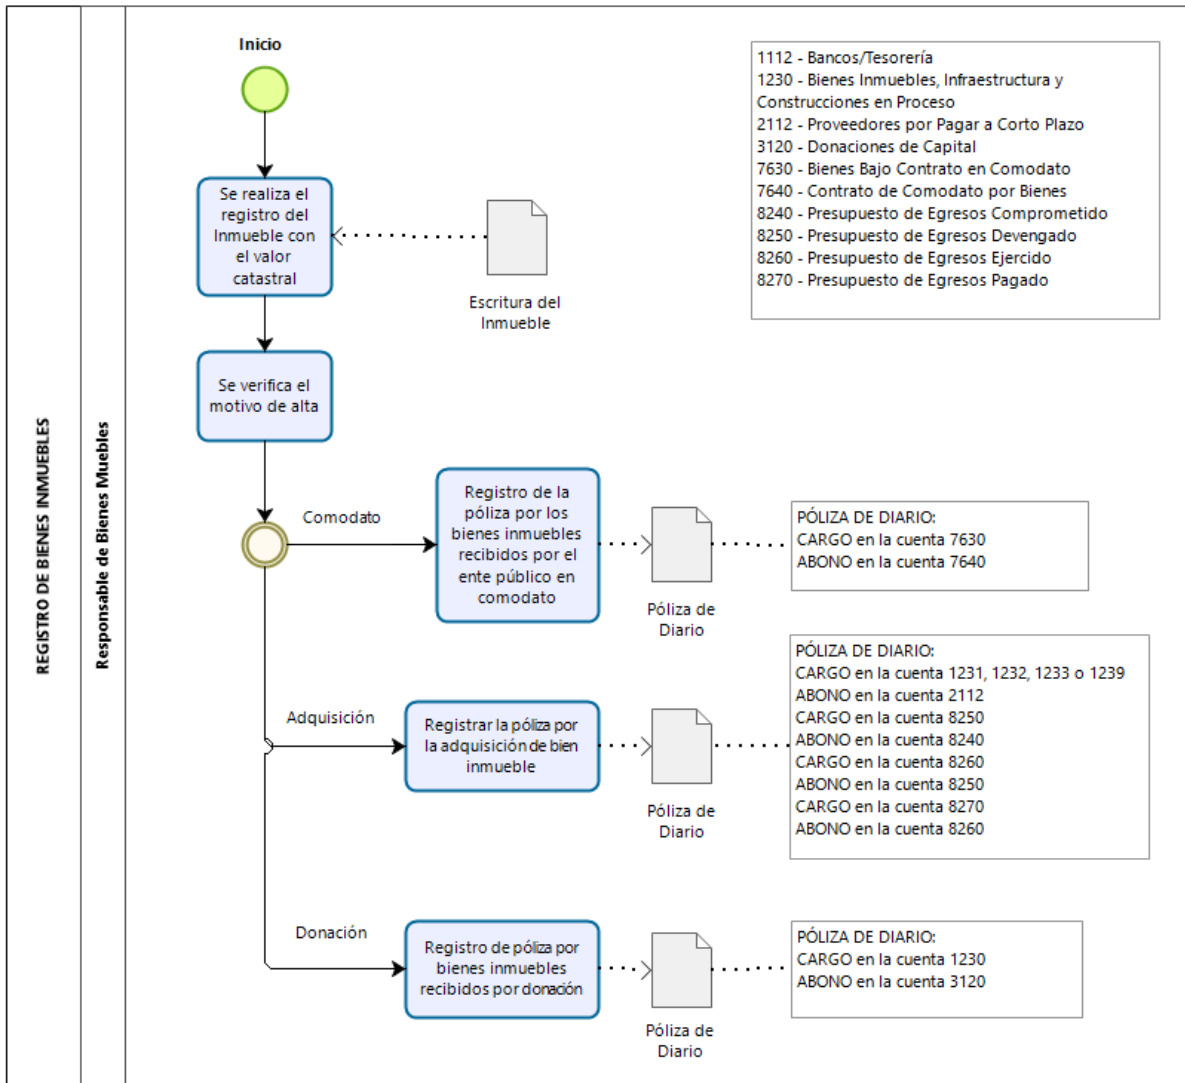 REGISTRO DE BIENES INMUEBLES
Responsable de Bienes Muebles
Inicio
1112 - Bancos/Tesorería
1230 - Bienes Inmuebles, Infraestructura y
Construcciones en Proceso
2112 - Proveedores por Pagar a Corto Plazo
3120 - Donaciones de Capital
7630 - Bienes Bajo Contrato en Comodato
7640 - Contrato de Comodato por Bienes
8240 - Presupuesto de Egresos Comprometido
8250 - Presupuesto de Egresos Devengado
8260 - Presupuesto de Egresos Ejercido
8270 - Presupuesto de Egresos Pagado
Se realiza el
registro del
Inmueble con
el valor
catastral
Escritura del
Inmueble
Se verifica el
motivo de alta
Comodato
Registro de la
póliza por los
bienes inmuebles
recibidos por el
ente público en
comodato
Póliza de
Diario
PÓLIZA DE DIARIO:
CARGO en la cuenta 7630
ABONO en la cuenta 7640
Adquisición
Registrar la póliza por
la adquisición de bien
inmueble
Póliza de
Diario
PÓLIZA DE DIARIO:
CARGO en la cuenta 1231, 1232, 1233 o 1239
ABONO en la cuenta 2112
CARGO en la cuenta 8250
ABONO en la cuenta 8240
CARGO en la cuenta 8260
ABONO en la cuenta 8250
CARGO en la cuenta 8270
ABONO en la cuenta 8260
Donación
Registro de póliza por
bienes inmuebles
recibidos por donación
Póliza de
Diario
PÓLIZA DE DIARIO:
CARGO en la cuenta 1230
ABONO en la cuenta 3120